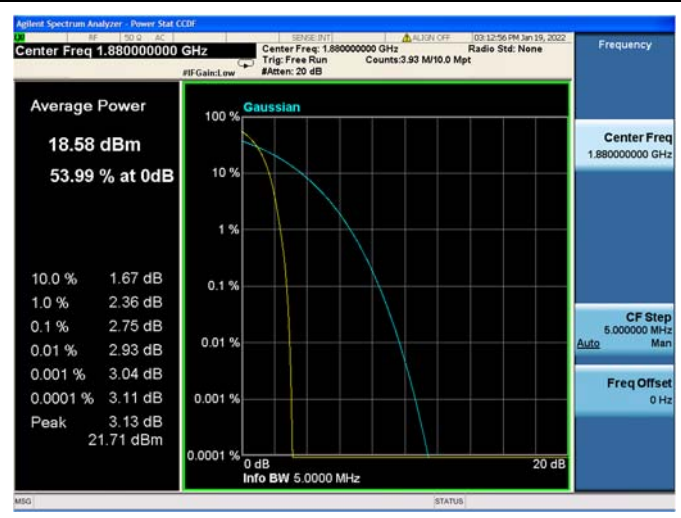 Agilent Spectrum Analyzer - Power Stat CCDF
RF 50 Ω AC SENSE:INT ALIGN OFF 03:12:56 PM Jan 19, 2022
Center Freq 1.880000000 GHz
Center Freq: 1.880000000 GHz Radio Std: None
Trig: Free Run Counts:3.93 M/10.0 Mpt
#IFGain:Low #Atten: 20 dB
Frequency
Average Power
18.58 dBm
53.99 % at 0dB
10.0 % 1.67 dB
1.0 % 2.36 dB
0.1 % 2.75 dB
0.01 % 2.93 dB
0.001 % 3.04 dB
0.0001 % 3.11 dB
Peak 3.13 dB
21.71 dBm
Gaussian
100 %
10 %
1 %
0.1 %
0.01 %
0.001 %
0.0001 %
0 dB 20 dB
Info BW 5.0000 MHz
Center Freq
1.880000000 GHz
CF Step
5.000000 MHz
Auto Man
Freq Offset
0 Hz
MSG STATUS